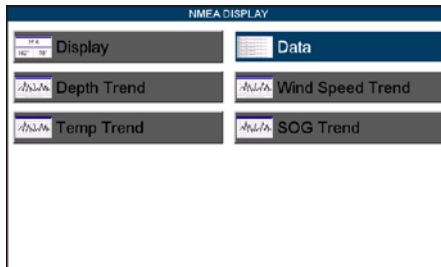 NMEA DISPLAY
Display
Data
Depth Trend
Wind Speed Trend
Temp Trend
SOG Trend